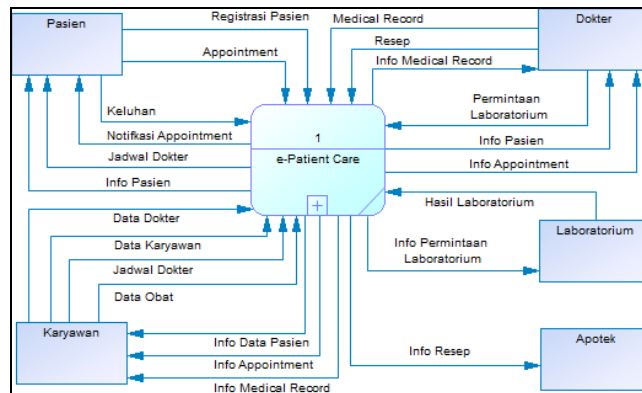 Pasien
Registrasi Pasien
Appointment
Keluhan
Notifkasi Appointment
Jadwal Dokter
Info Pasien
Medical Record
Resep
Info Medical Record
Dokter
Permintaan
Laboratorium
Info Pasien
Info Appointment
1
e-Patient Care
Data Dokter
Data Karyawan
Jadwal Dokter
Data Obat
Karyawan
Info Data Pasien
Info Appointment
Info Medical Record
Hasil Laboratorium
Laboratorium
Info Permintaan
Laboratorium
Info Resep
Apotek